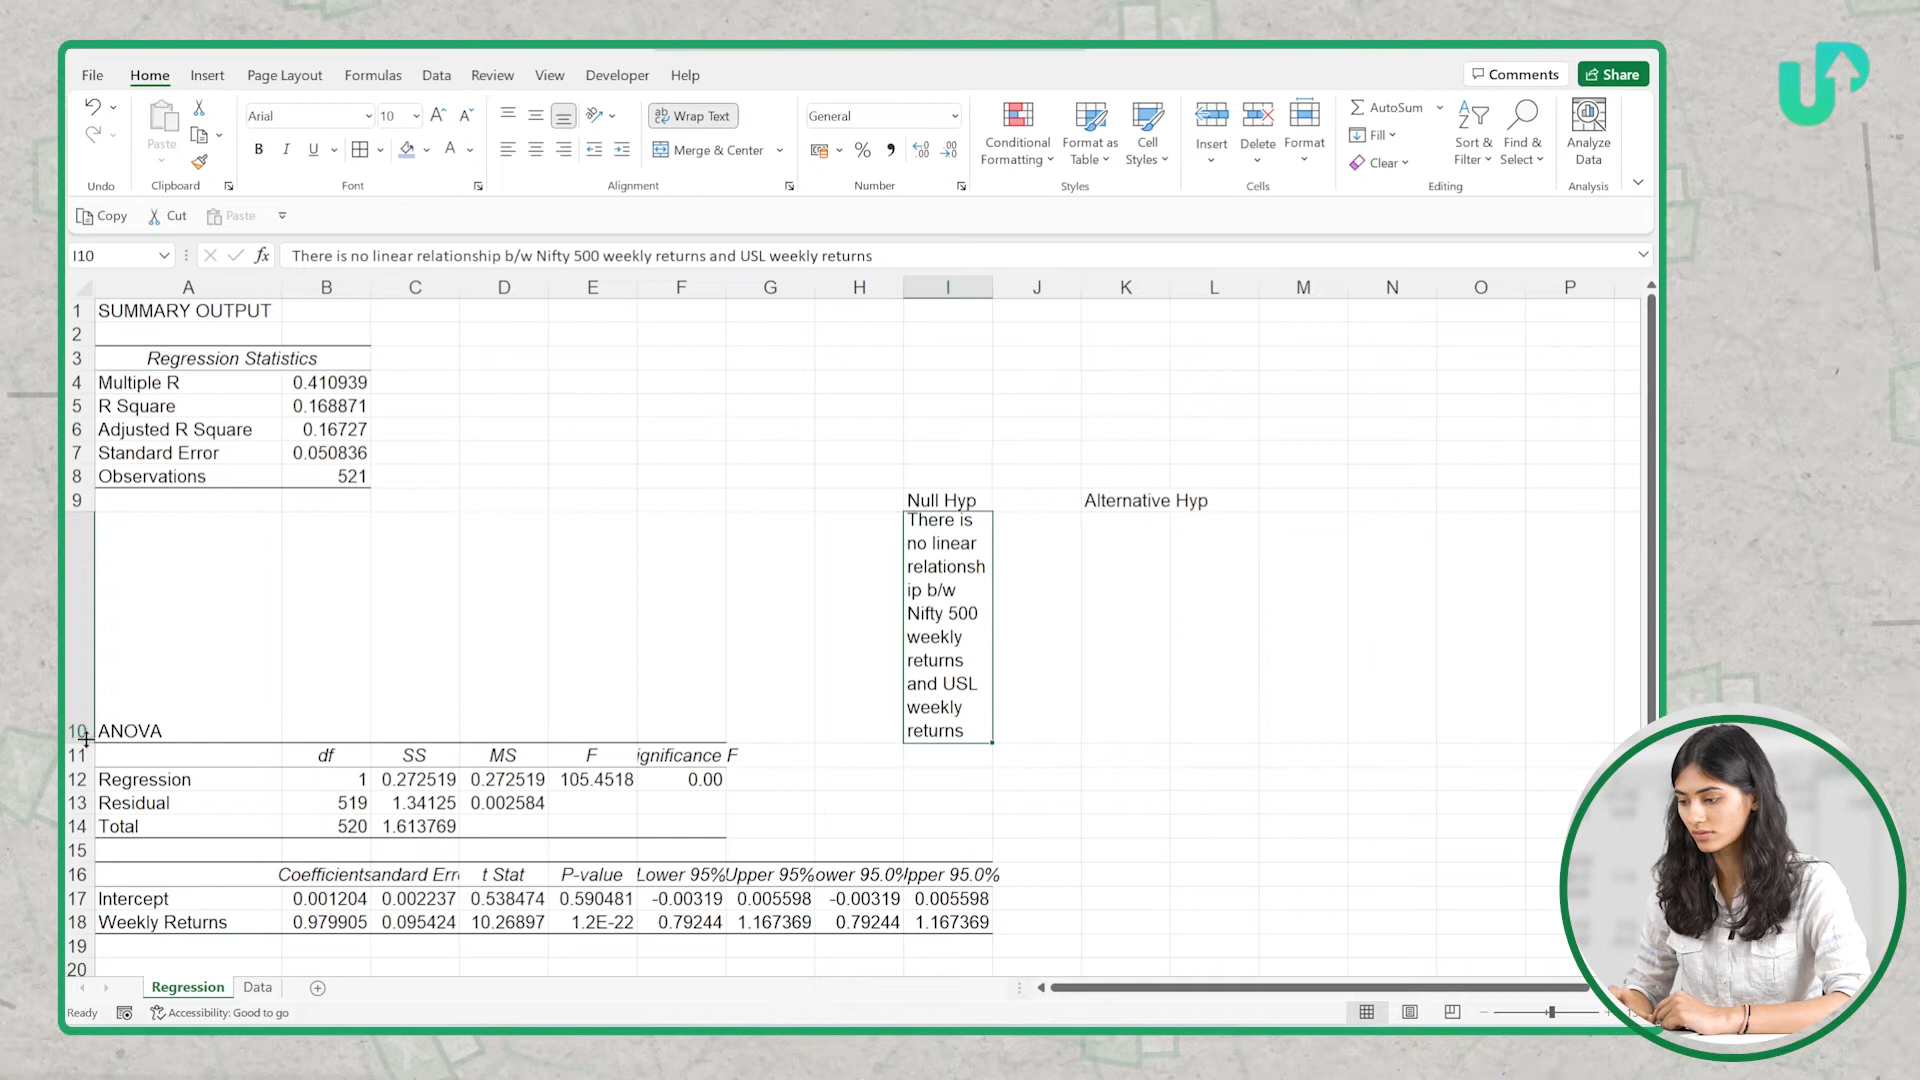 File Home Insert Page Layout Formulas Data Review View Developer Help Comments Share
Arial 10 Wrap Text General AutoSum
Paste B I U Merge & Center Conditional Formatting Format as Table Cell Styles Insert Delete Format Fill Clear Sort & Filter Find & Select Analyze Data
Undo Clipboard Font Alignment Number Styles Cells Editing Analysis
Copy Cut Paste
I10 fx There is no linear relationship b/w Nifty 500 weekly returns and USL weekly returns
A B C D E F G H I J K L M N O P
1 SUMMARY OUTPUT
2
3 Regression Statistics
4 Multiple R 0.410939
5 R Square 0.168871
6 Adjusted R Square 0.16727
7 Standard Error 0.050836
8 Observations 521
9 Null Hyp Alternative Hyp
There is
no linear
relationsh
ip b/w
Nifty 500
weekly
returns
and USL
weekly
returns
10 ANOVA
11 df SS MS F ignificance F
12 Regression 1 0.272519 0.272519 105.4518 0.00
13 Residual 519 1.34125 0.002584
14 Total 520 1.613769
15
16 Coefficients andard Err t Stat P-value Lower 95% Upper 95% ower 95.0% Upper 95.0%
17 Intercept 0.001204 0.002237 0.538474 0.590481 -0.00319 0.005598 -0.00319 0.005598
18 Weekly Returns 0.979905 0.095424 10.26897 1.2E-22 0.79244 1.167369 0.79244 1.167369
19
20
Regression Data
Ready Accessibility: Good to go